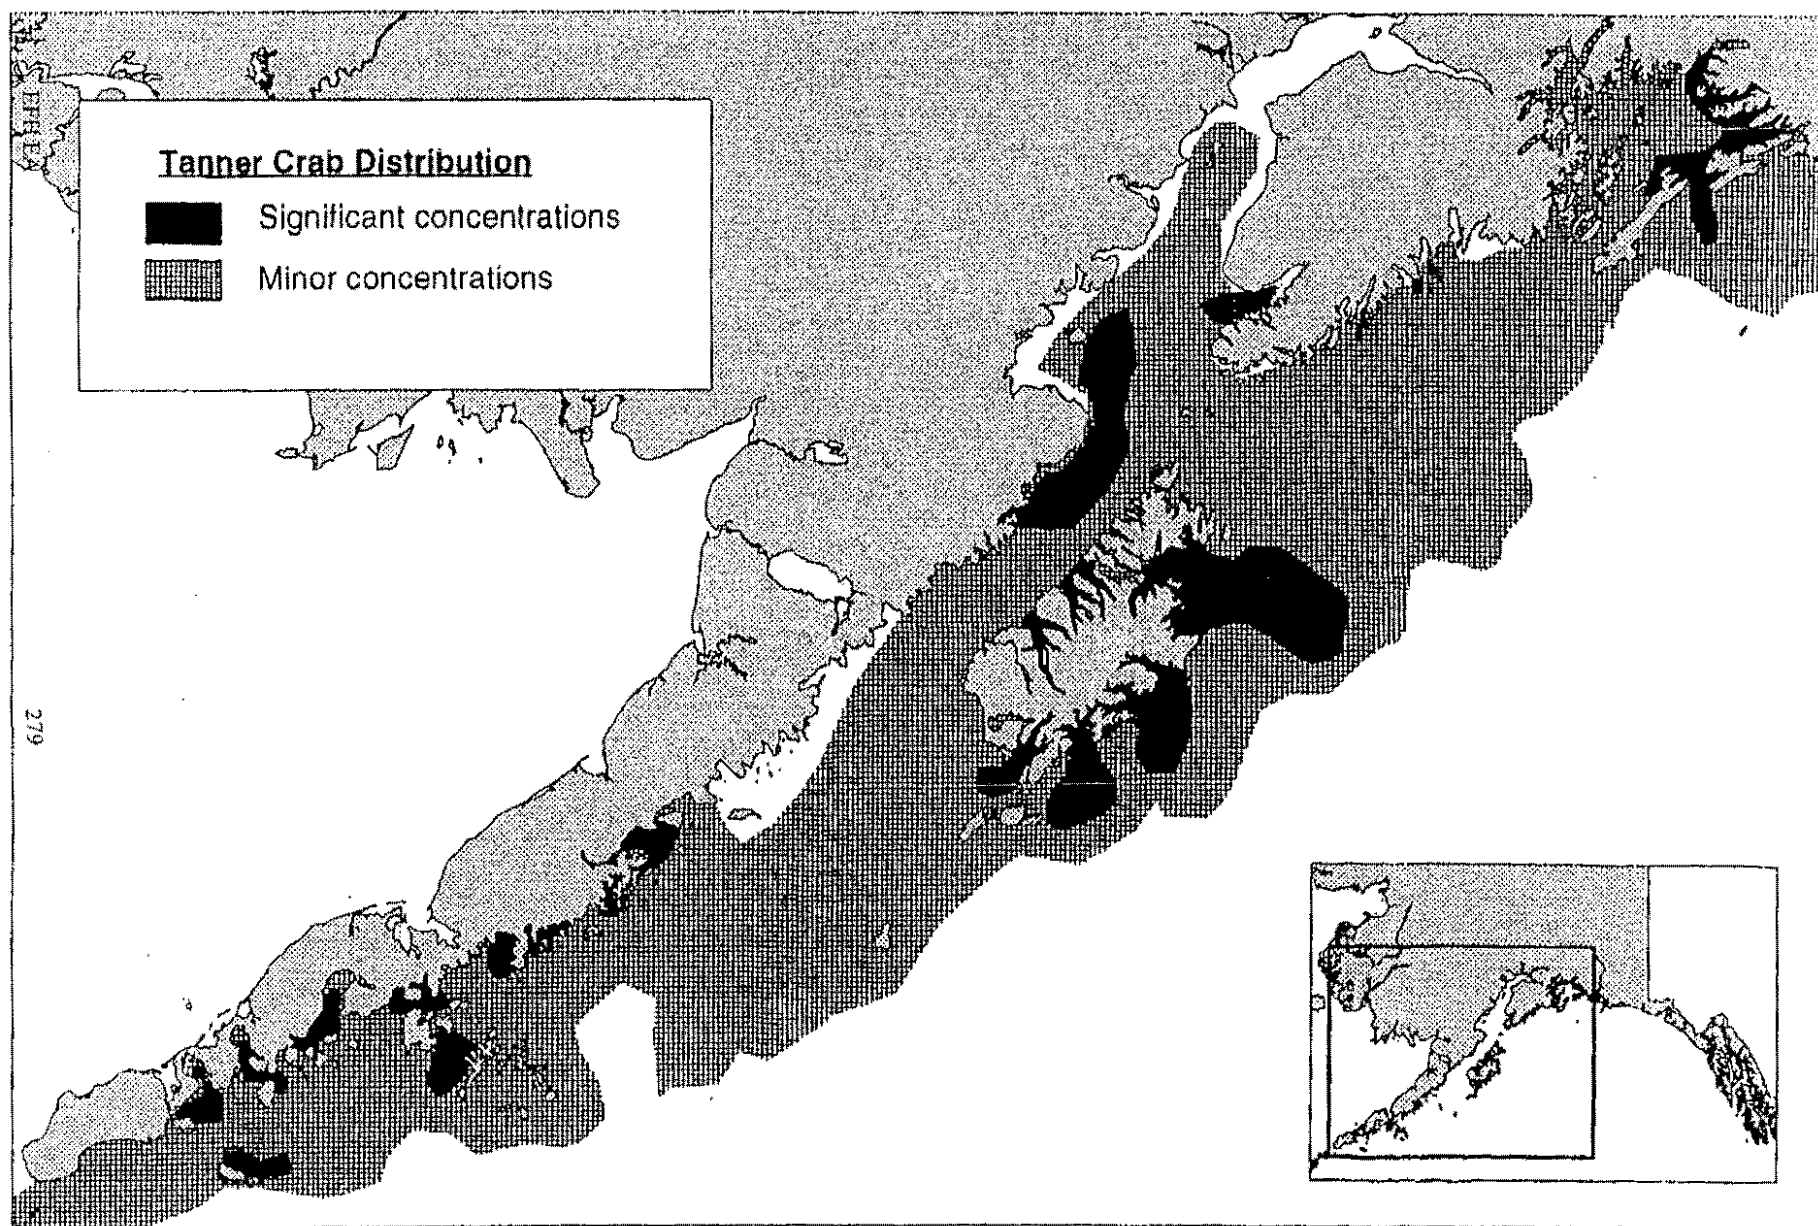 Tanner Crab Distribution
Significant concentrations
Minor concentrations
279